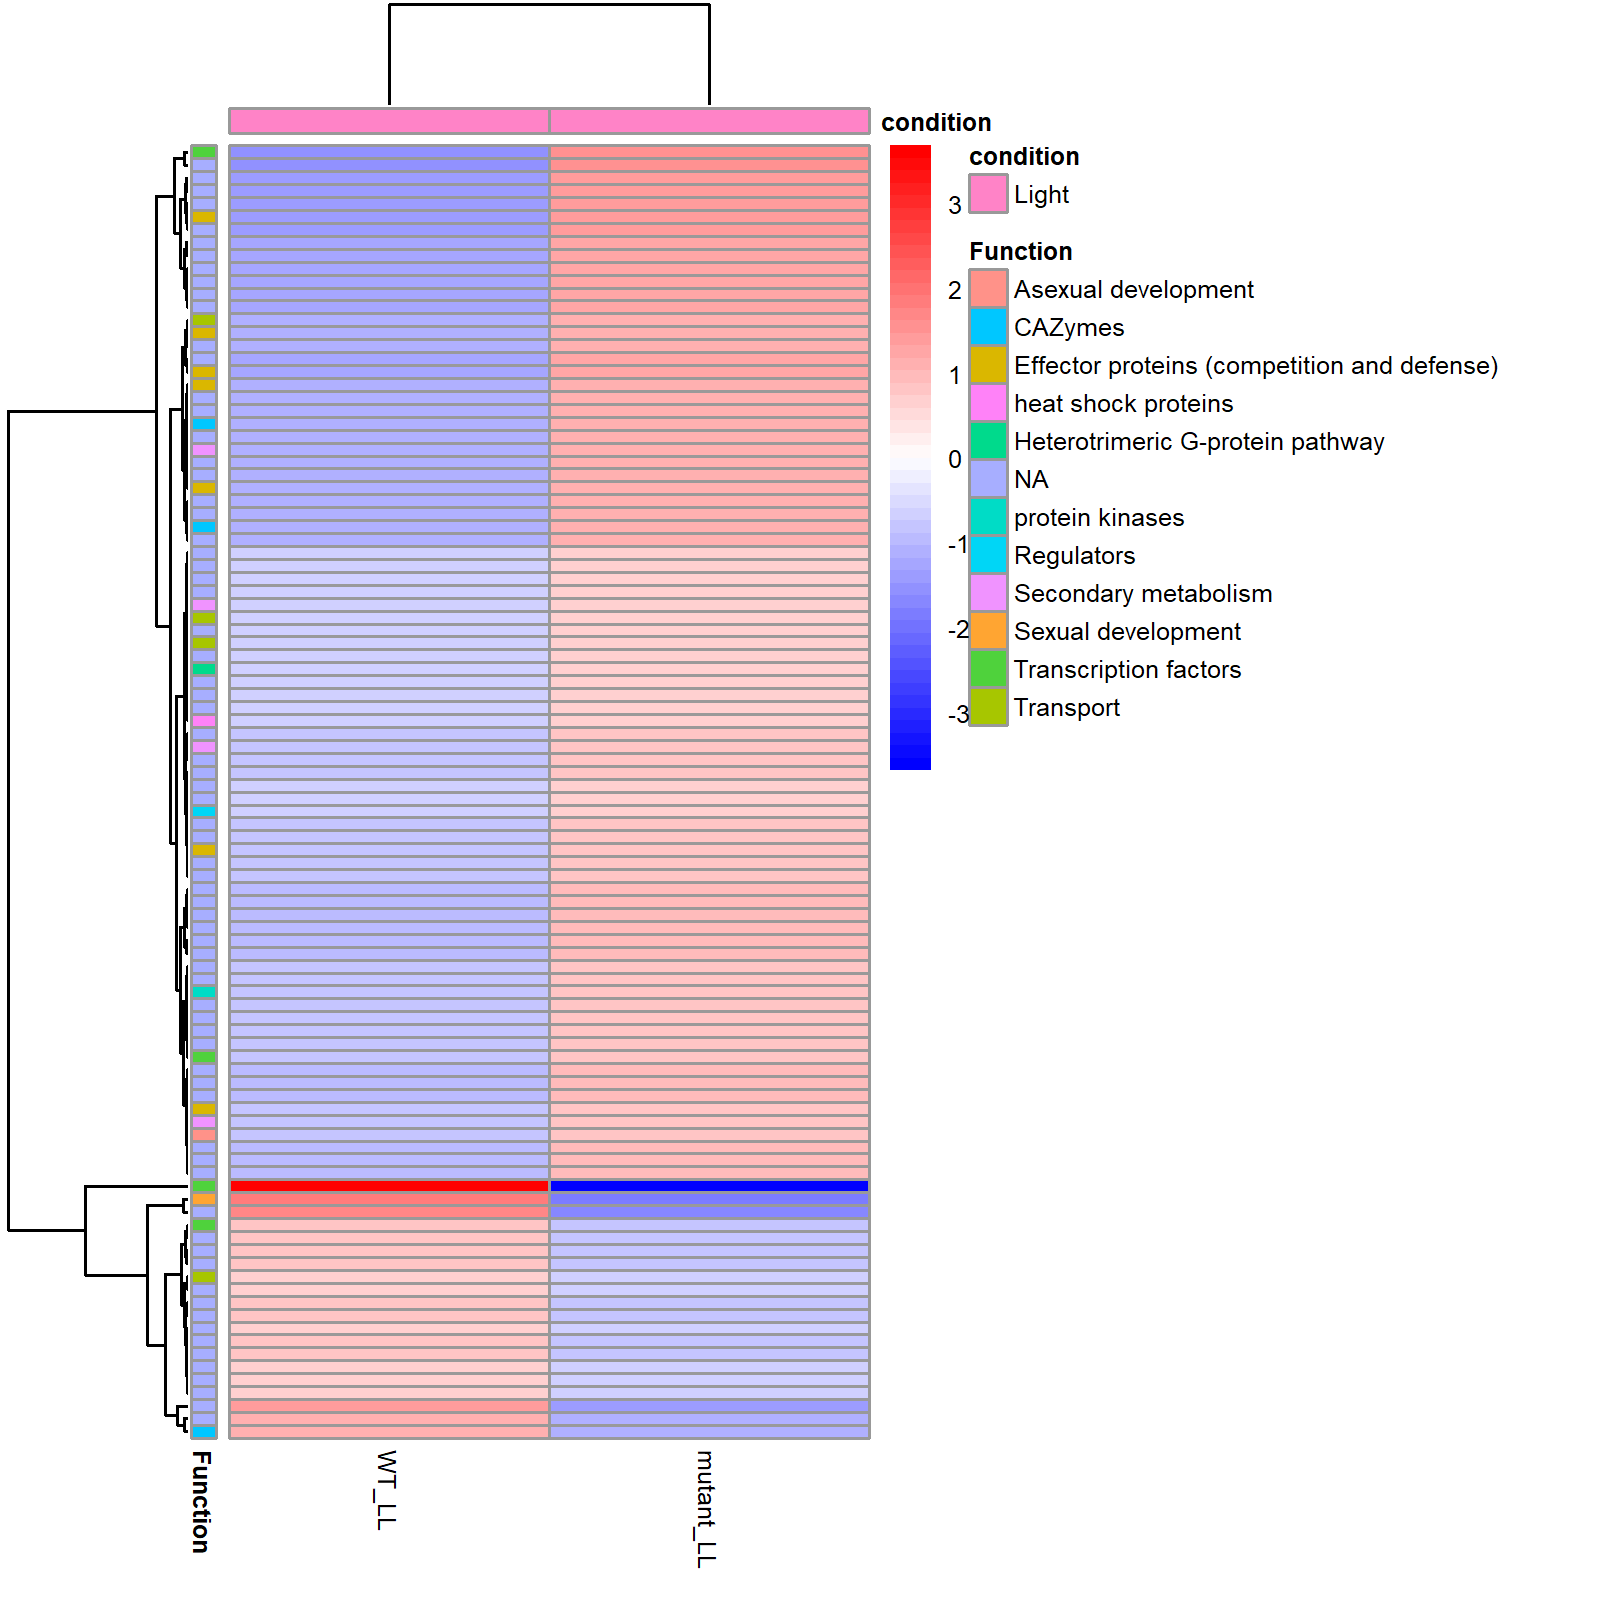 condition
3
2
1
0
-1
-2
-3
condition
Light
Function
Asexual development
CAZymes
Effector proteins (competition and defense)
heat shock proteins
Heterotrimeric G-protein pathway
NA
protein kinases
Regulators
Secondary metabolism
Sexual development
Transcription factors
Transport
Function
WT_LL
mutant_LL